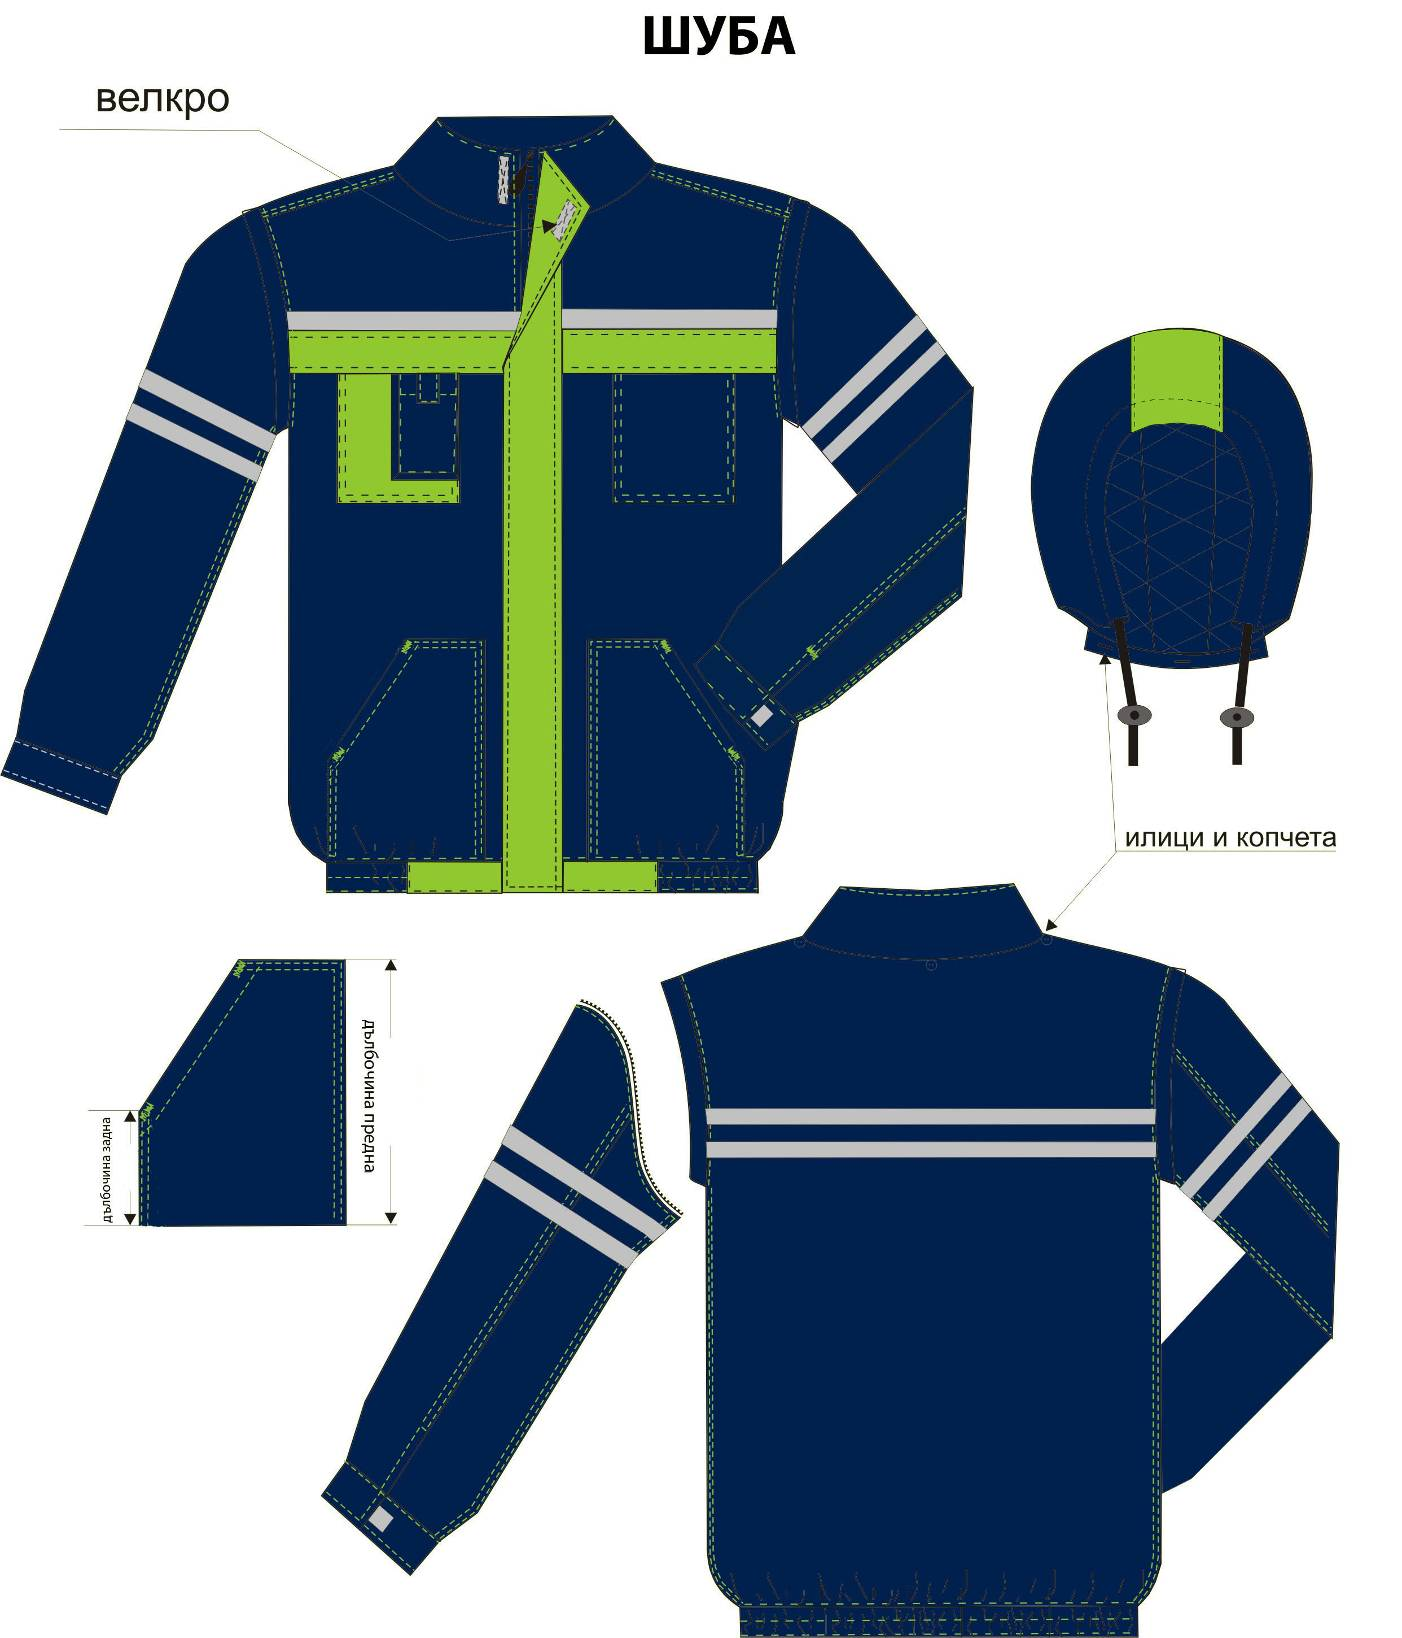 ШУБА
велкро
илици и копчета
дълбочина предна
дълбочина задна